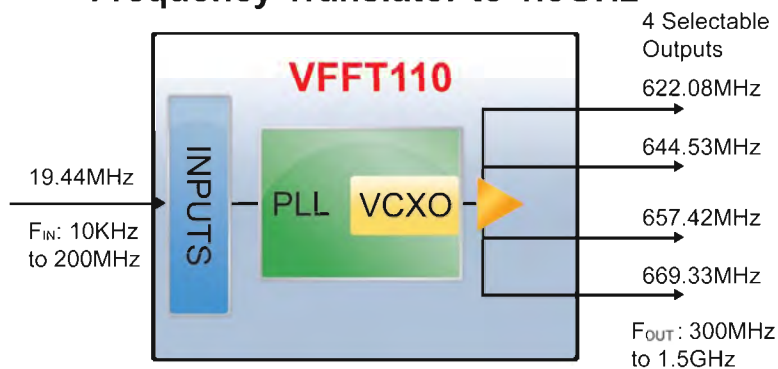 4 Selectable
Outputs
VFFT110
622.08MHz
644.53MHz
19.44MHz
INPUTS
PLL
VCXO
657.42MHz
FIN: 10KHz
to 200MHz
669.33MHz
FOUT: 300MHz
to 1.5GHz